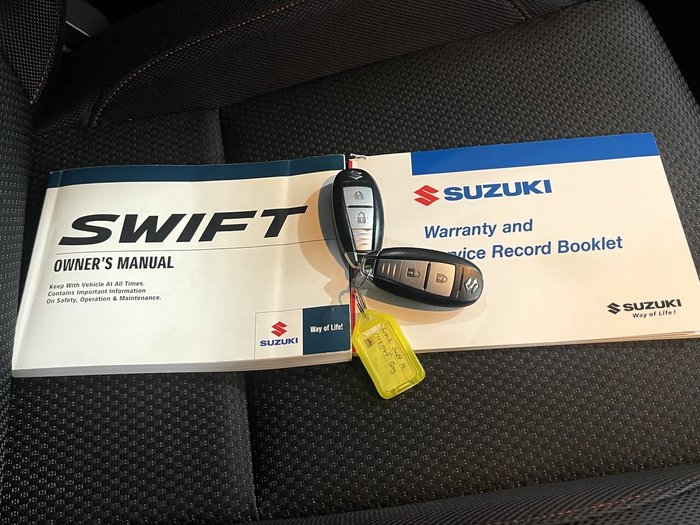 SWIFT
OWNER'S MANUAL
Keep With Vehicle At All Times.
Contains Important Information
On Safety, Operation & Maintenance.
SUZUKI
Way of Life!
SUZUKI
Warranty and
Record Booklet
SUZUKI
Way of Life!